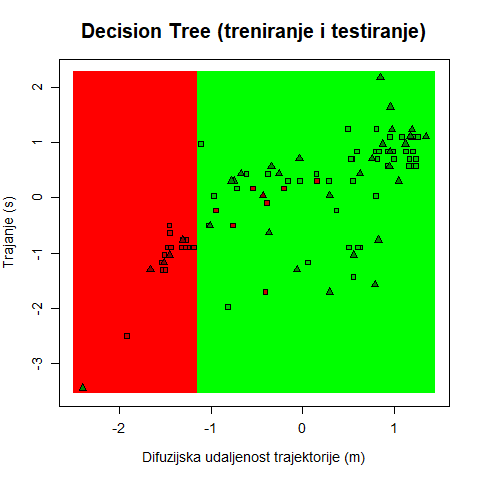 Decision Tree (treniranje i testiranje)
2
1
0
-1
-2
-3
Trajanje (s)
-2 -1 0 1
Difuzijska udaljenost trajektorije (m)